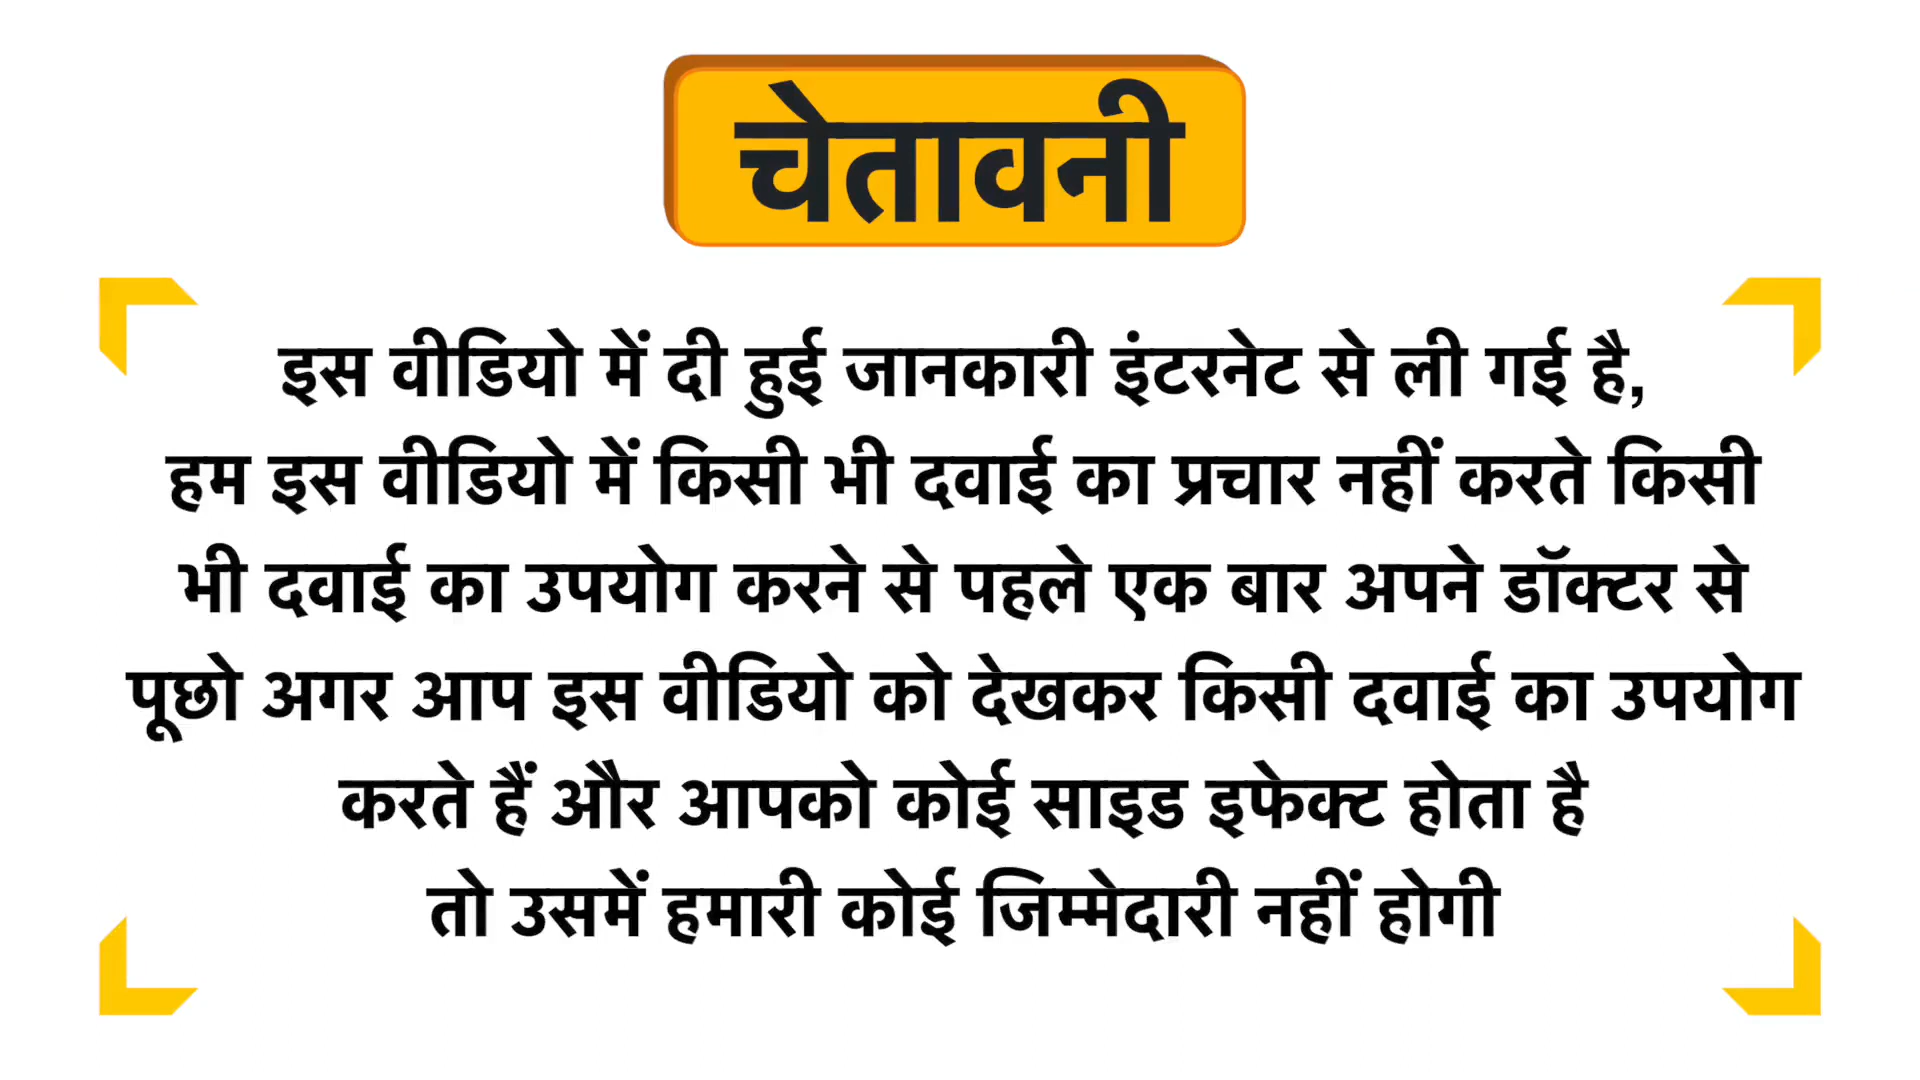 चेतावनी
इस वीडियो में दी हुई जानकारी इंटरनेट से ली गई है,
हम इस वीडियो में किसी भी दवाई का प्रचार नहीं करते किसी
भी दवाई का उपयोग करने से पहले एक बार अपने डॉक्टर से
पूछो अगर आप इस वीडियो को देखकर किसी दवाई का उपयोग
करते हैं और आपको कोई साइड इफेक्ट होता है
तो उसमें हमारी कोई जिम्मेदारी नहीं होगी